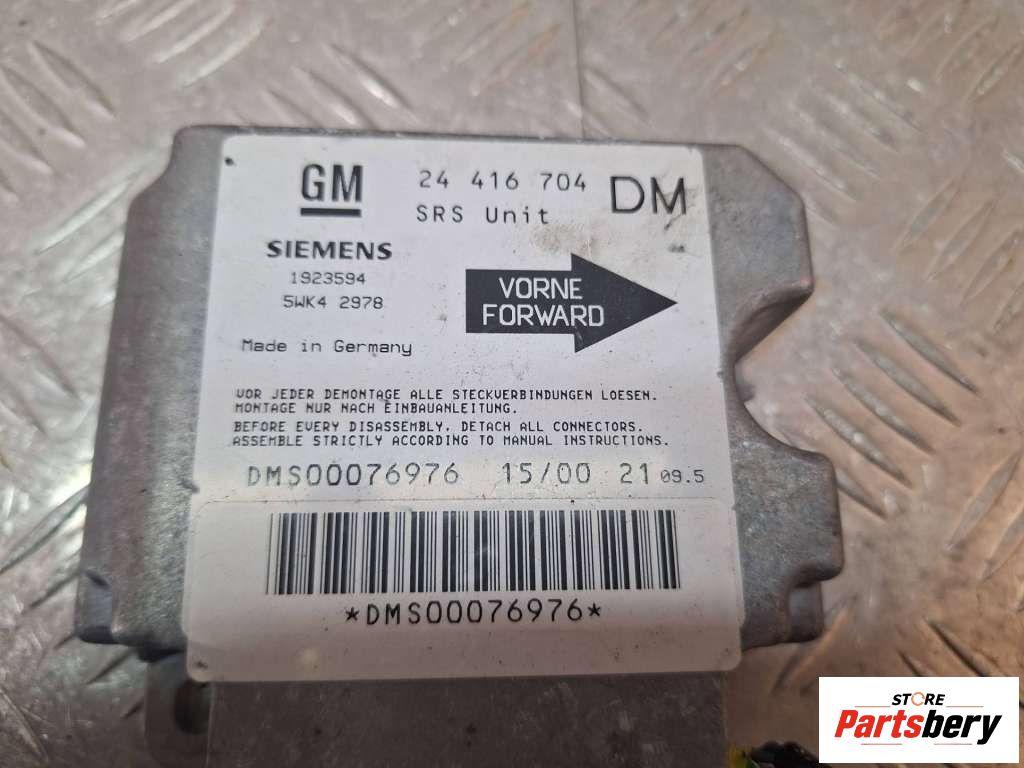 GM 24 416 704 DM
SRS Unit
SIEMENS
1923594
5WK4 2978
VORNE
FORWARD
Made in Germany
VOR JEDER DEMONTAGE ALLE STECKVERBINDUNGEN LOESEN.
MONTAGE NUR NACH EINBAUANLEITUNG.
BEFORE EVERY DISASSEMBLY, DETACH ALL CONNECTORS.
ASSEMBLE STRICTLY ACCORDING TO MANUAL INSTRUCTIONS.
DMS00076976 15/00 21 09.5
*DMS00076976*
STORE
Partsbery